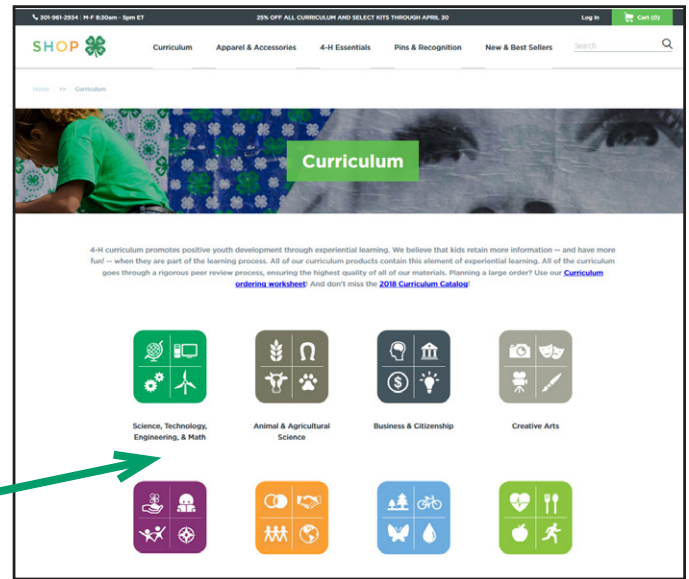 301-961-2934 | M-F 8:30am - 5pm ET
25% OFF ALL CURRICULUM AND SELECT KITS THROUGH APRIL 30
Log In
Cart (0)
SHOP
Curriculum
Apparel & Accessories
4-H Essentials
Pins & Recognition
New & Best Sellers
Search
Home >> Curriculum
Curriculum
4-H curriculum promotes positive youth development through experiential learning. We believe that kids retain more information -- and have more
fun! -- when they are part of the learning process. All of our curriculum products contain this element of experiential learning. All of the curriculum
goes through a rigorous peer review process, ensuring the highest quality of all of our materials. Planning a large order? Use our Curriculum
ordering worksheet! And don't miss the 2018 Curriculum Catalog!
Science, Technology,
Engineering, & Math
Animal & Agricultural
Science
Business & Citizenship
Creative Arts